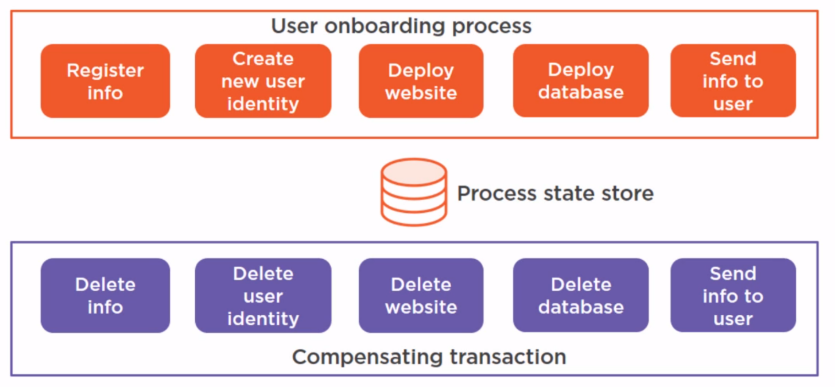 User onboarding process
Register
info
Create
new user
identity
Deploy
website
Deploy
database
Send
info to
user
Process state store
Delete
info
Delete
user
identity
Delete
website
Delete
database
Send
info to
user
Compensating transaction